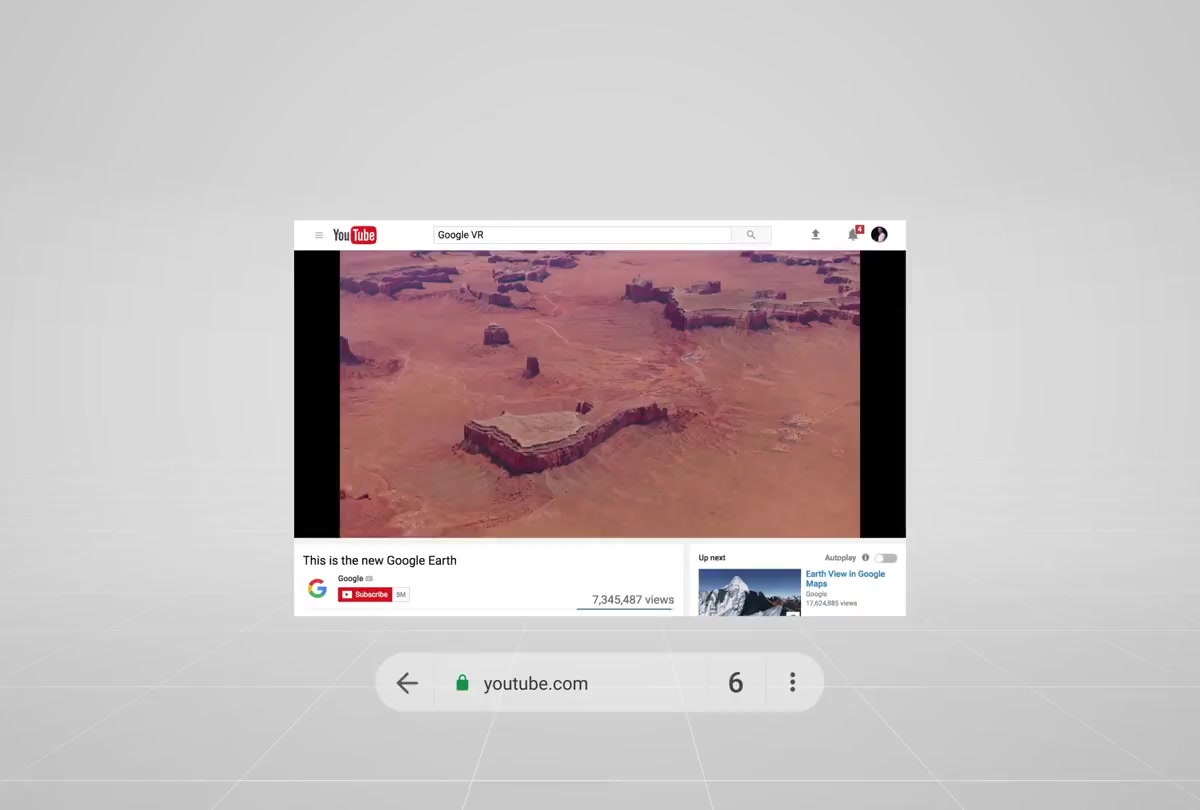 YouTube
Google VR
4
This is the new Google Earth
Google
Subscribe 5M
7,345,487 views
Up next
Autoplay
Earth View in Google
Maps
Google
17,624,885 views
youtube.com
6